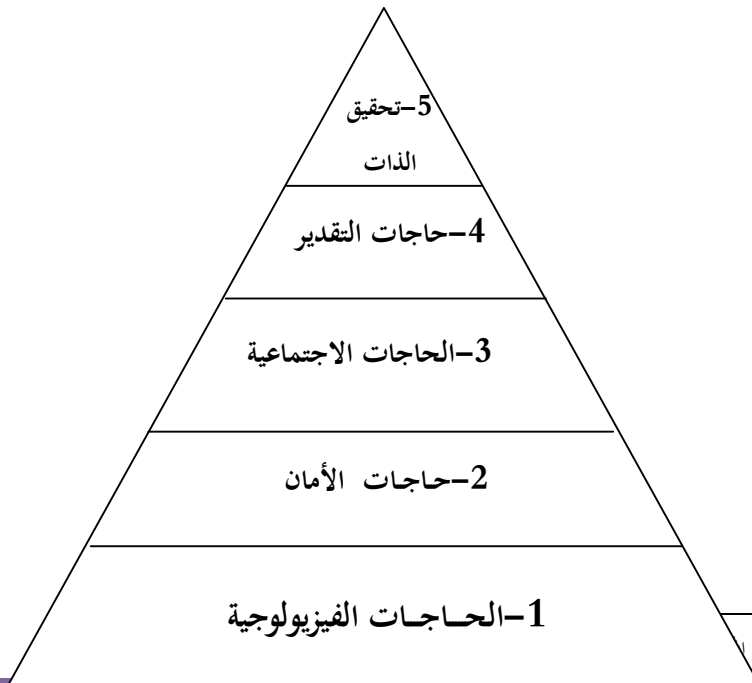 5-تحقيق
الذات
4-حاجات التقدير
3-الحاجات الاجتماعية
2-حاجات الأمان
1-الحاجات الفيزيولوجية